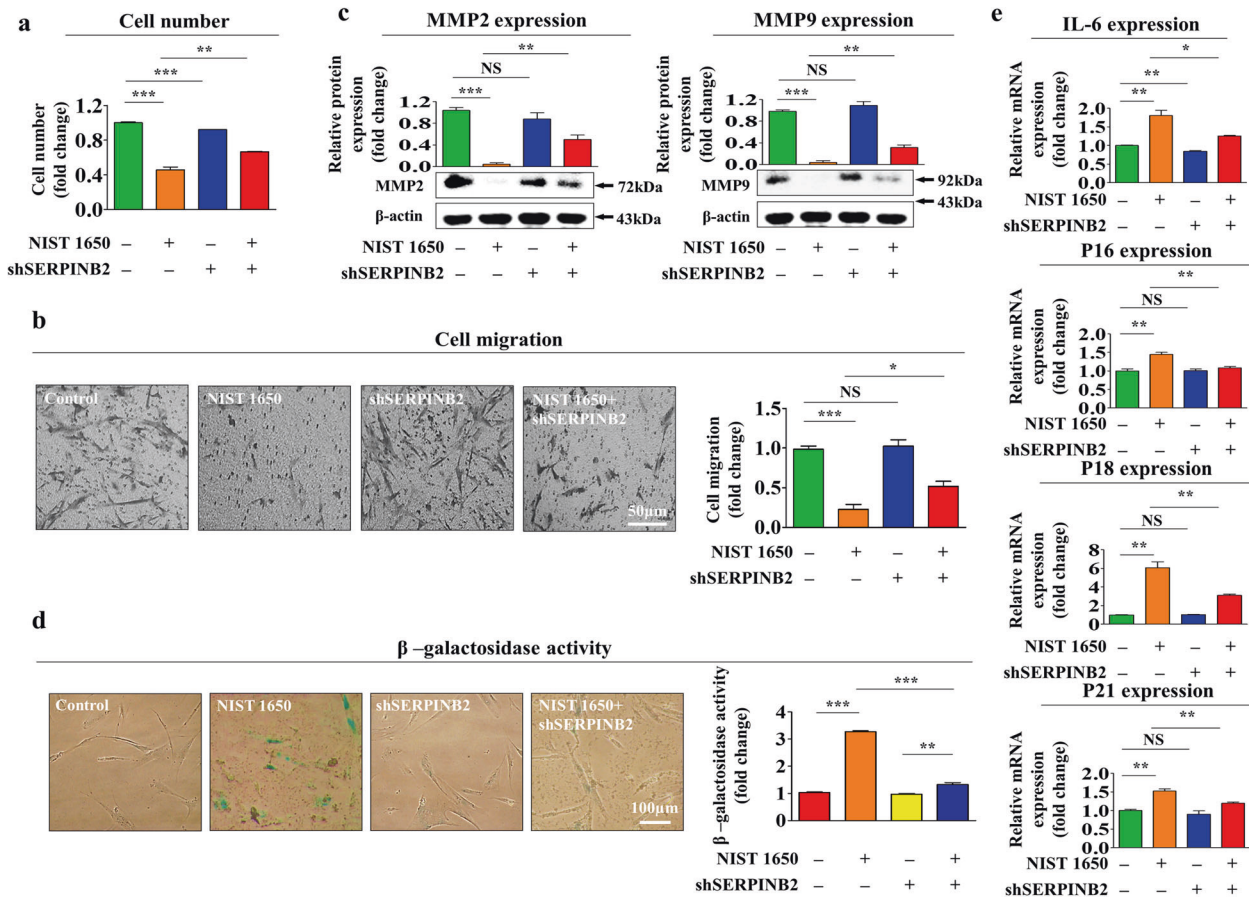 a
Cell number
**
***
***
Cell number
(fold change)
1.2
0.8
0.4
0.0
NIST 1650 – + – +
shSERPINB2 – – + +
c
MMP2 expression
**
NS
***
Relative protein
expression
(fold change)
1.2
0.8
0.4
0.0
MMP2
72kDa
β-actin
43kDa
NIST 1650 – + – +
shSERPINB2 – – + +
MMP9 expression
**
NS
***
Relative protein
expression
(fold change)
1.2
0.8
0.4
0.0
MMP9
92kDa
43kDa
β-actin
NIST 1650 – + – +
shSERPINB2 – – + +
b
Cell migration
Control
NIST 1650
shSERPINB2
NIST 1650+
shSERPINB2
50µm
*
NS
***
Cell migration
(fold change)
1.5
1.0
0.5
0.0
NIST 1650 – + – +
shSERPINB2 – – + +
d
β –galactosidase activity
Control
NIST 1650
shSERPINB2
NIST 1650+
shSERPINB2
100µm
***
***
**
β –galactosidase activity
(fold change)
4
3
2
1
0
NIST 1650 – + – +
shSERPINB2 – – + +
e
IL-6 expression
*
**
**
Relative mRNA
expression
(fold change)
2.0
1.5
1.0
0.5
0.0
NIST 1650 – + – +
shSERPINB2 – – + +
P16 expression
**
NS
**
Relative mRNA
expression
(fold change)
2.0
1.5
1.0
0.5
0.0
NIST 1650 – + – +
shSERPINB2 – – + +
P18 expression
**
NS
**
Relative mRNA
expression
(fold change)
8
6
4
2
0
NIST 1650 – + – +
shSERPINB2 – – + +
P21 expression
**
NS
**
Relative mRNA
expression
(fold change)
2.0
1.5
1.0
0.5
0.0
NIST 1650 – + – +
shSERPINB2 – – + +